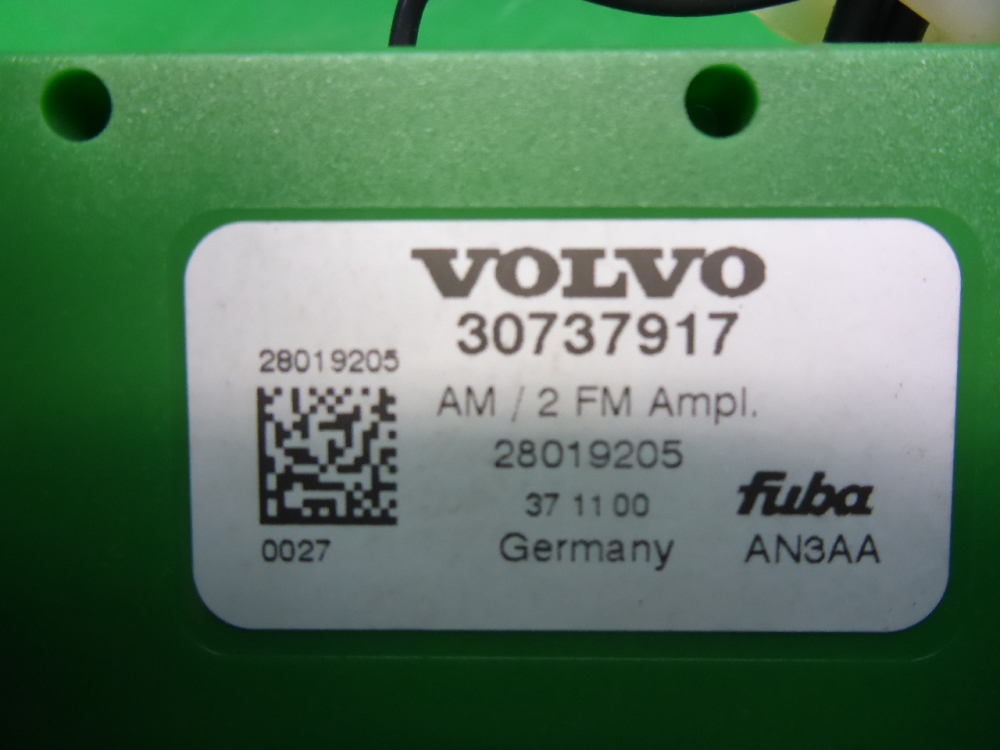 VOLVO
30737917
28019205
AM / 2 FM Ampl.
28019205
37 11 00
fuba
0027
Germany
AN3AA